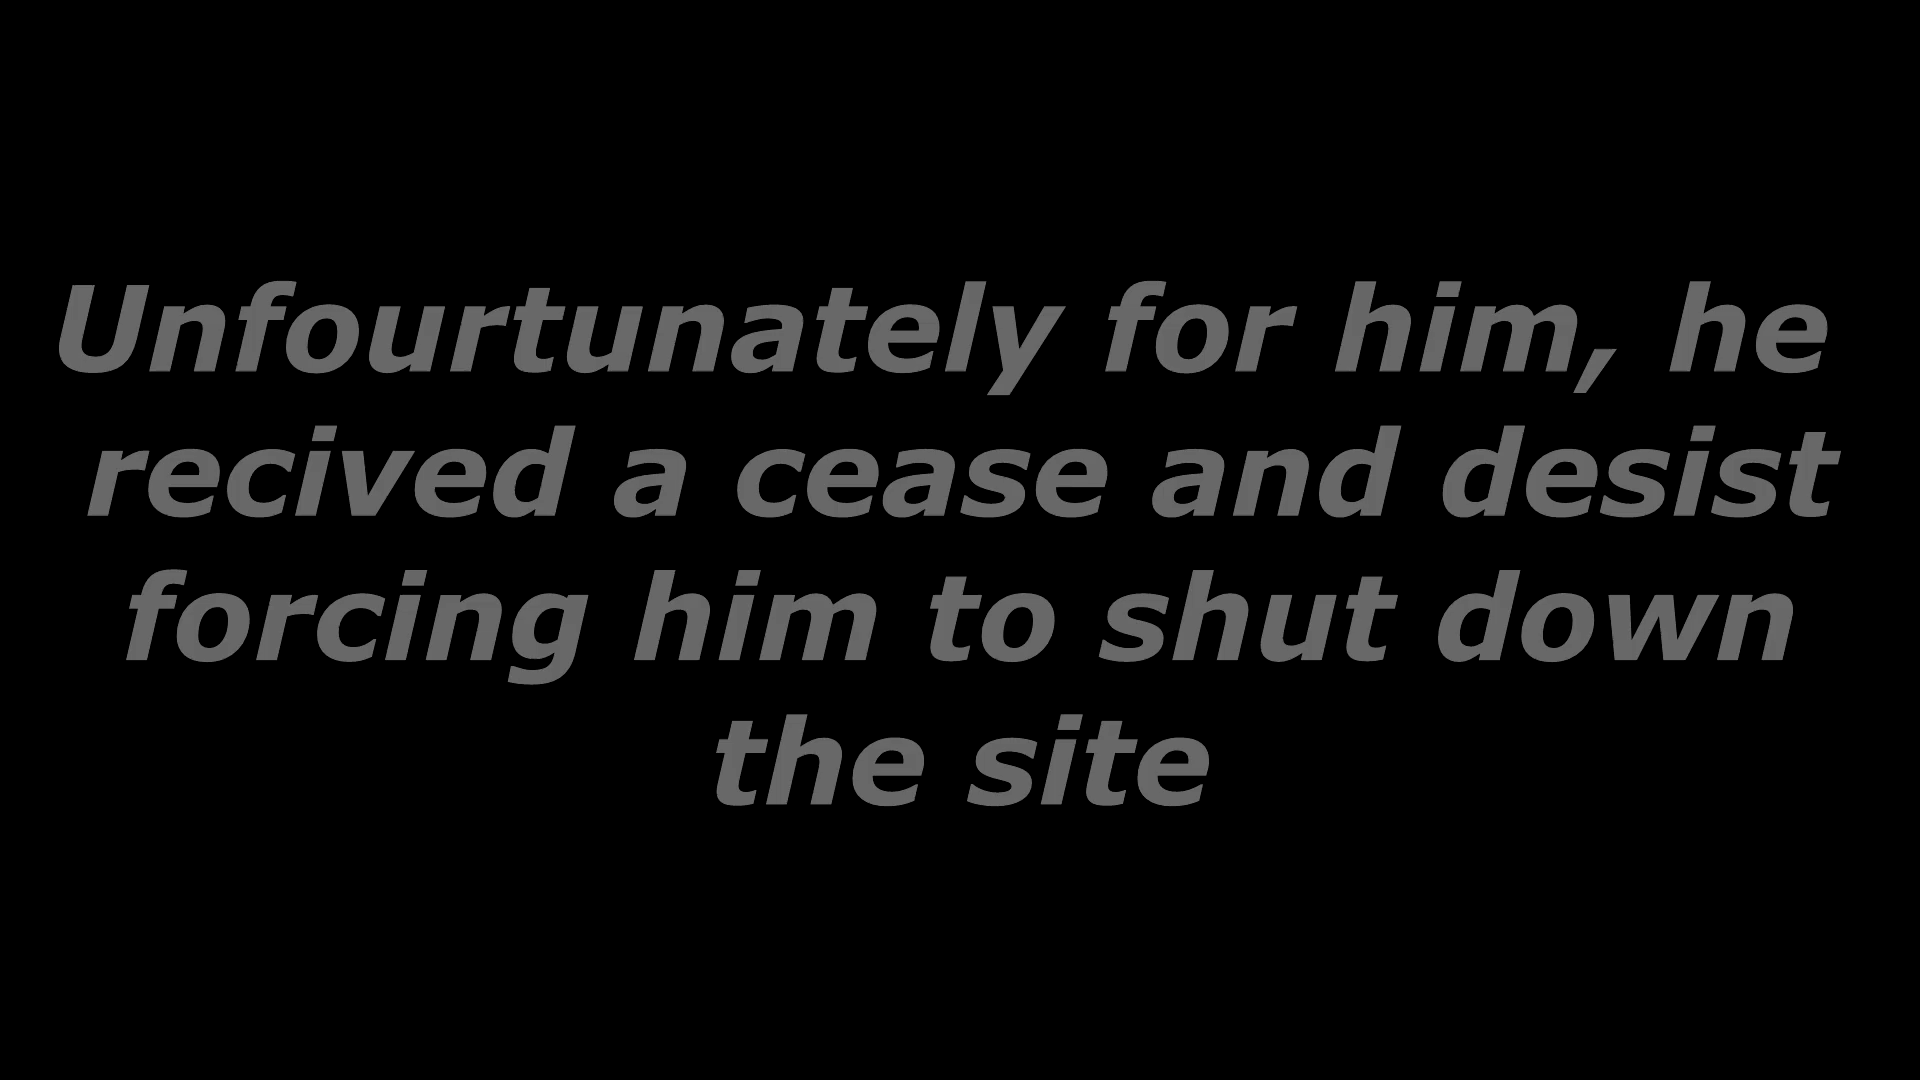 Unfourtunately for him, he
recived a cease and desist
forcing him to shut down
the site